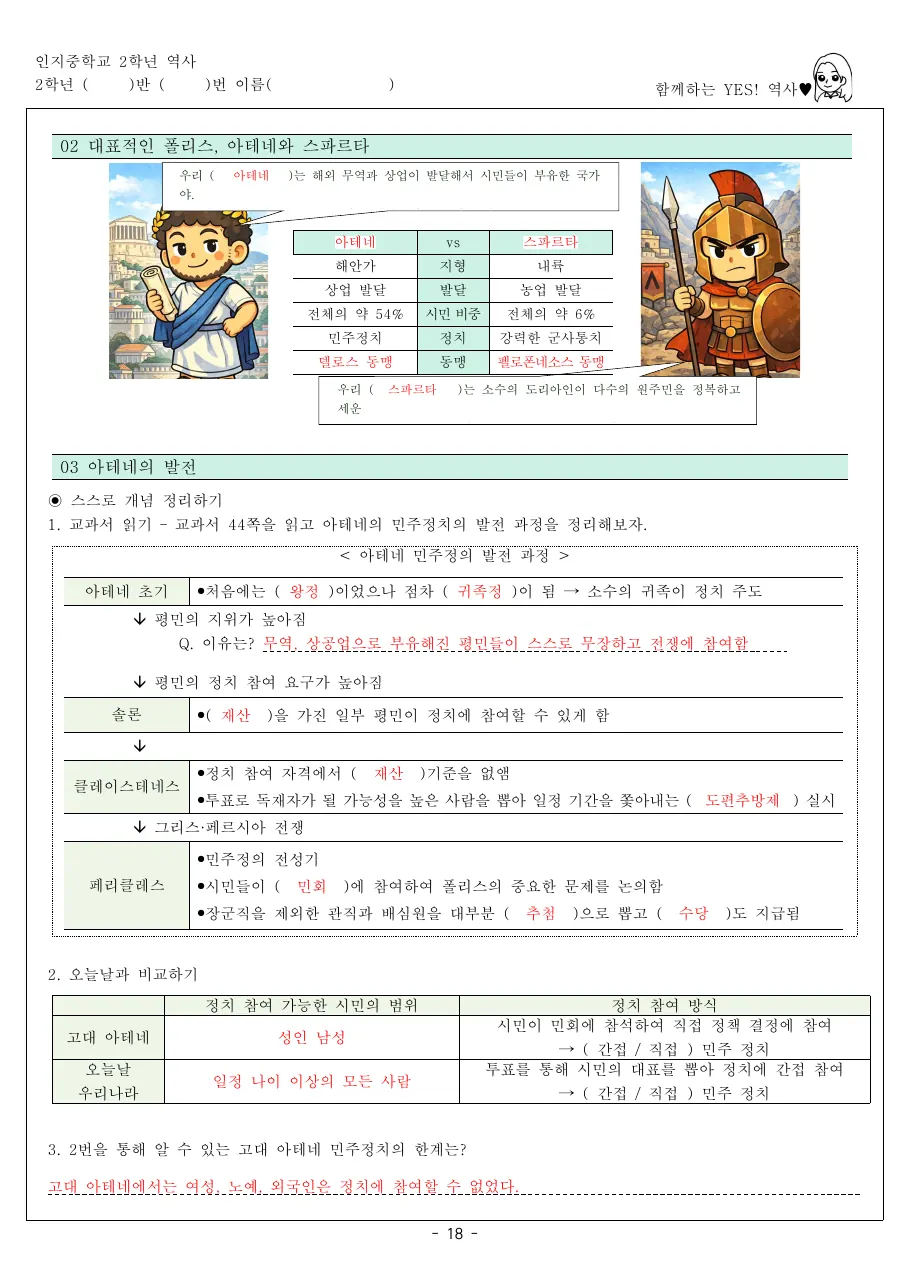 인지중학교 2학년 역사
2학년 (     )반 (     )번 이름(               )
함께하는 YES! 역사♥
02 대표적인 폴리스, 아테네와 스파르타
우리 (  아테네  )는 해외 무역과 상업이 발달해서 시민들이 부유한 국가
야.
아테네 vs 스파르타
해안가 지형 내륙
상업 발달 발달 농업 발달
전체의 약 54% 시민 비중 전체의 약 6%
민주정치 정치 강력한 군사통치
델로스 동맹 동맹 펠로폰네소스 동맹
우리 (  스파르타  )는 소수의 도리아인이 다수의 원주민을 정복하고
세운
03 아테네의 발전
◉ 스스로 개념 정리하기
1. 교과서 읽기 - 교과서 44쪽을 읽고 아테네의 민주정치의 발전 과정을 정리해보자.
< 아테네 민주정의 발전 과정 >
아테네 초기 ●처음에는 ( 왕정 )이었으나 점차 ( 귀족정 )이 됨 → 소수의 귀족이 정치 주도
↓ 평민의 지위가 높아짐
Q. 이유는? 무역, 상공업으로 부유해진 평민들이 스스로 무장하고 전쟁에 참여함
↓ 평민의 정치 참여 요구가 높아짐
솔론 ●( 재산 )을 가진 일부 평민이 정치에 참여할 수 있게 함
↓
클레이스테네스 ●정치 참여 자격에서 (  재산  )기준을 없앰
●투표로 독재자가 될 가능성을 높은 사람을 뽑아 일정 기간을 쫓아내는 (  도편추방제  ) 실시
↓ 그리스·페르시아 전쟁
페리클레스 ●민주정의 전성기
●시민들이 (  민회  )에 참여하여 폴리스의 중요한 문제를 논의함
●장군직을 제외한 관직과 배심원을 대부분 (  추첨  )으로 뽑고 (  수당  )도 지급됨
2. 오늘날과 비교하기
정치 참여 가능한 시민의 범위 정치 참여 방식
고대 아테네 성인 남성 시민이 민회에 참석하여 직접 정책 결정에 참여
→ ( 간접 / 직접 ) 민주 정치
오늘날 우리나라 일정 나이 이상의 모든 사람 투표를 통해 시민의 대표를 뽑아 정치에 간접 참여
→ ( 간접 / 직접 ) 민주 정치
3. 2번을 통해 알 수 있는 고대 아테네 민주정치의 한계는?
고대 아테네에서는 여성, 노예, 외국인은 정치에 참여할 수 없었다.
- 18 -